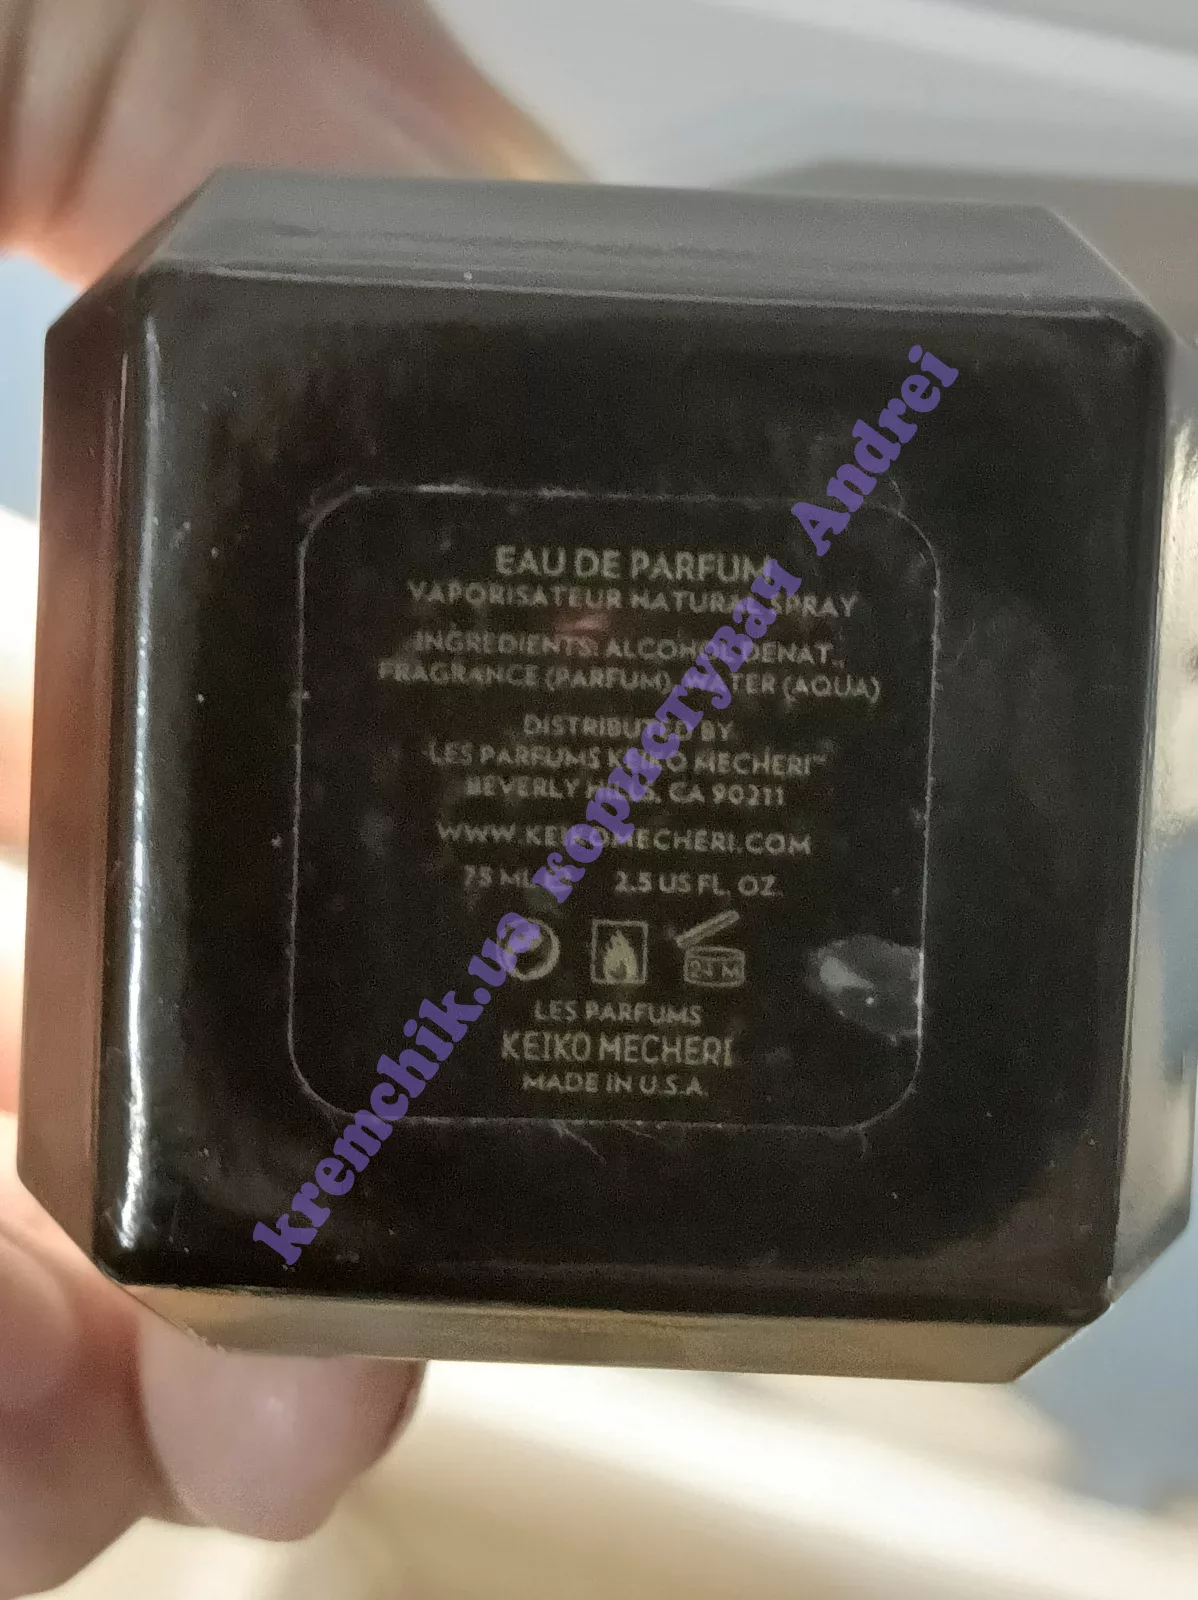 EAU DE PARFUM
VAPORISATEUR NATURAL SPRAY
INGREDIENTS: ALCOHOL DENAT.,
FRAGRANCE (PARFUM), WATER (AQUA)
DISTRIBUTED BY
LES PARFUMS KEIKO MECHERI™
BEVERLY HILLS, CA 90211
WWW.KEIKOMECHERI.COM
75 ML 2.5 US FL. OZ.
24 M
LES PARFUMS
KEIKO MECHERI
MADE IN U.S.A.
kremchik.ua користувач Andrei